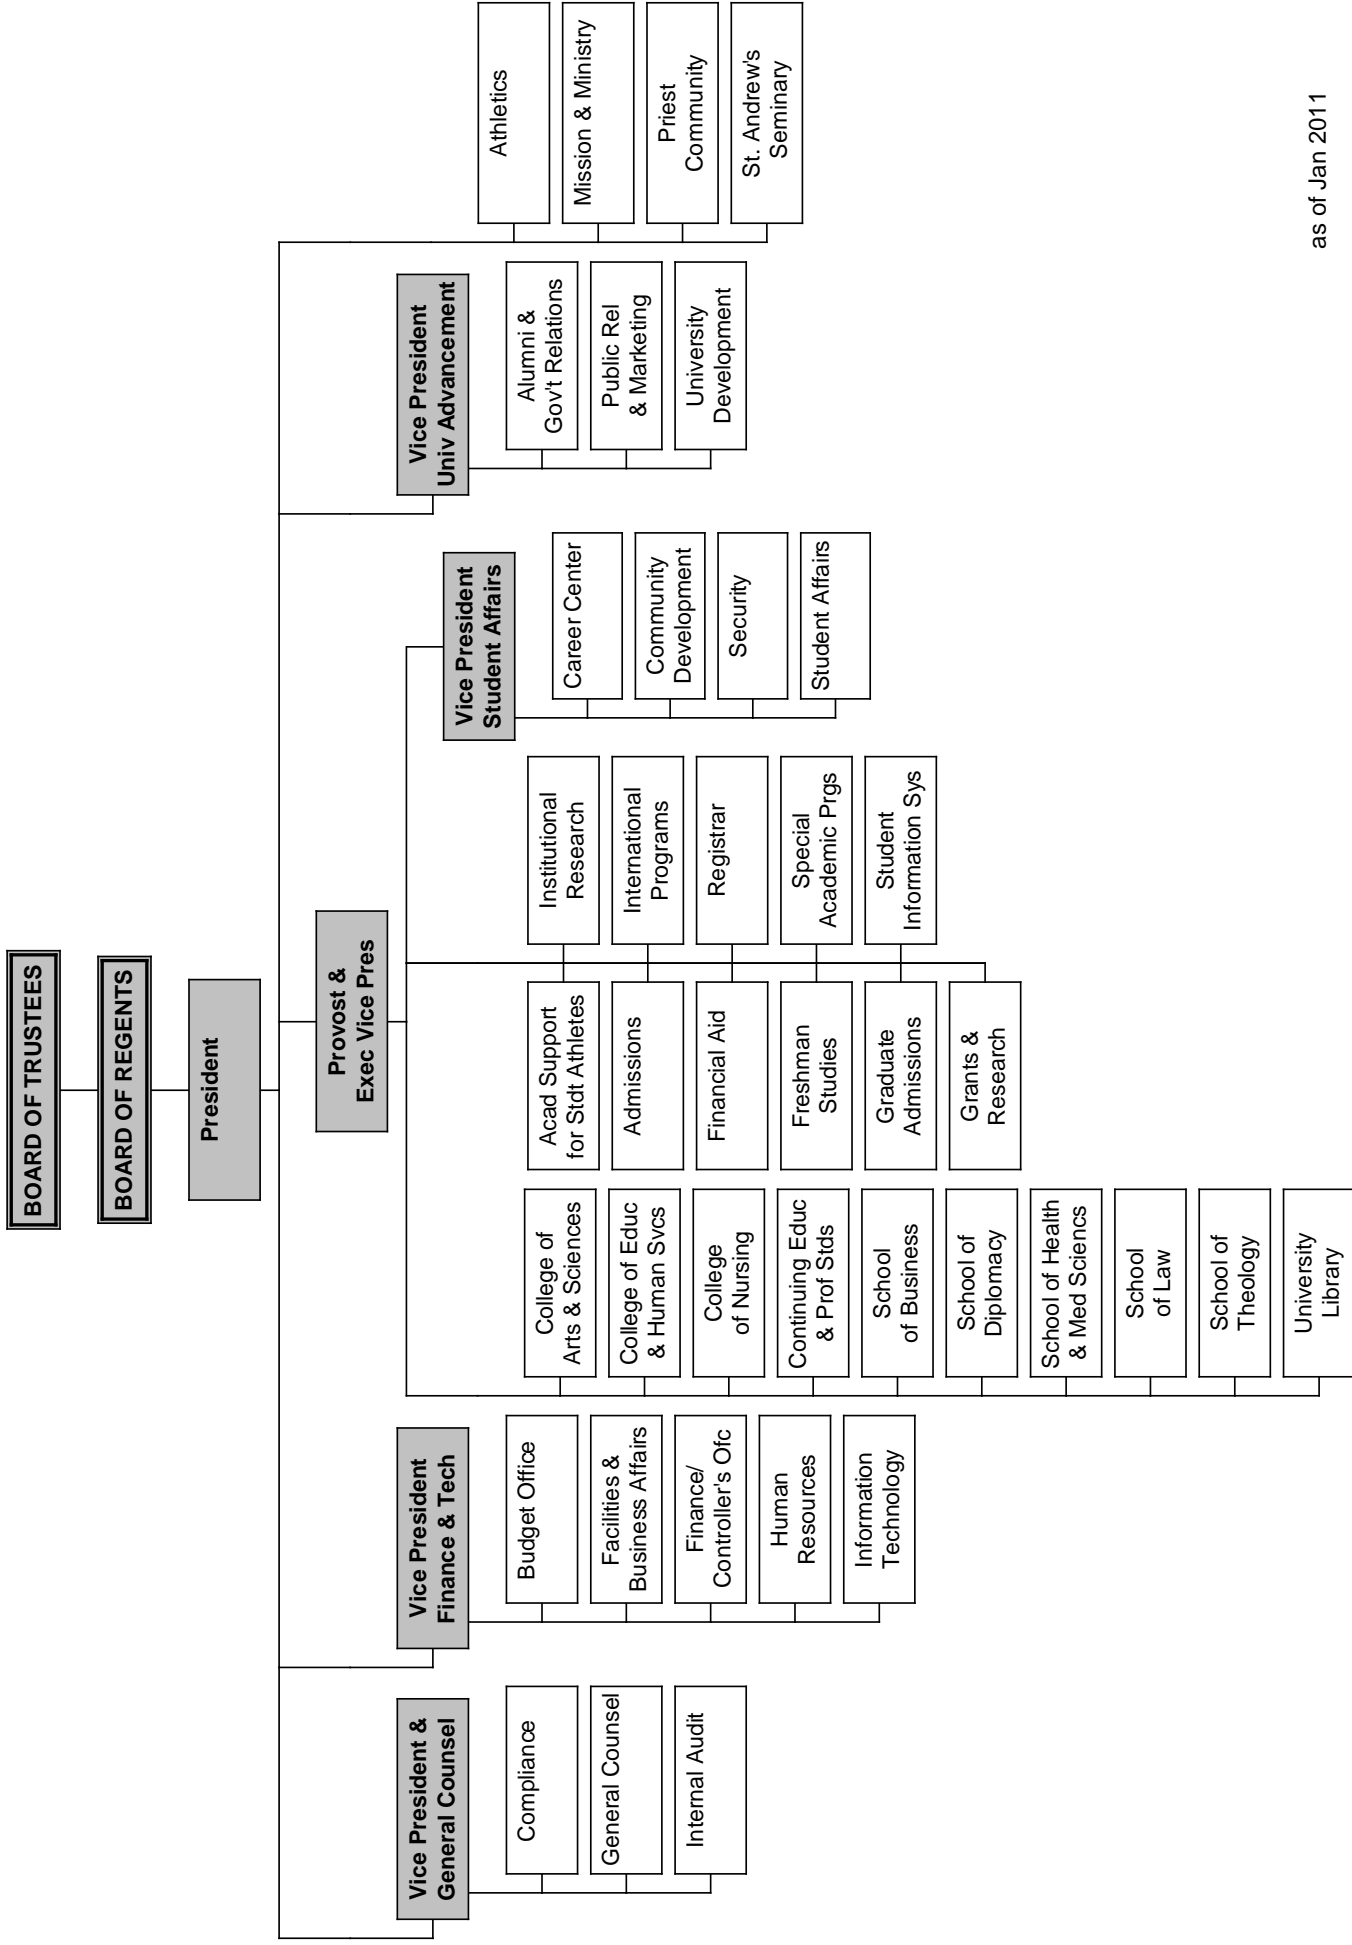 BOARD OF TRUSTEES
BOARD OF REGENTS
President
Provost &
Exec Vice Pres
Vice President &
General Counsel
Compliance
General Counsel
Internal Audit
Vice President
Finance & Tech
Budget Office
Facilities &
Business Affairs
Finance/
Controller's Ofc
Human
Resources
Information
Technology
College of
Arts & Sciences
College of Educ
& Human Svcs
College
of Nursing
Continuing Educ
& Prof Stds
School
of Business
School of
Diplomacy
School of Health
& Med Sciencs
School
of Law
School of
Theology
University
Library
Acad Support
for Stdt Athletes
Admissions
Financial Aid
Freshman
Studies
Graduate
Admissions
Grants &
Research
Institutional
Research
International
Programs
Registrar
Special
Academic Prgs
Student
Information Sys
Vice President
Student Affairs
Career Center
Community
Development
Security
Student Affairs
Vice President
Univ Advancement
Alumni &
Gov't Relations
Public Rel
& Marketing
University
Development
Athletics
Mission & Ministry
Priest
Community
St. Andrew's
Seminary
as of Jan 2011